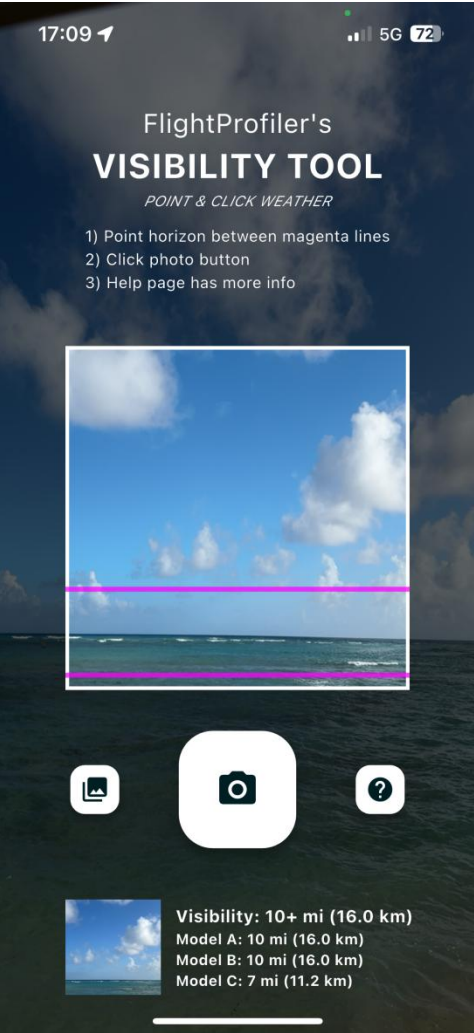 17:09
5G 72
FlightProfiler's
VISIBILITY TOOL
POINT & CLICK WEATHER
1) Point horizon between magenta lines
2) Click photo button
3) Help page has more info
?
Visibility: 10+ mi (16.0 km)
Model A: 10 mi (16.0 km)
Model B: 10 mi (16.0 km)
Model C: 7 mi (11.2 km)